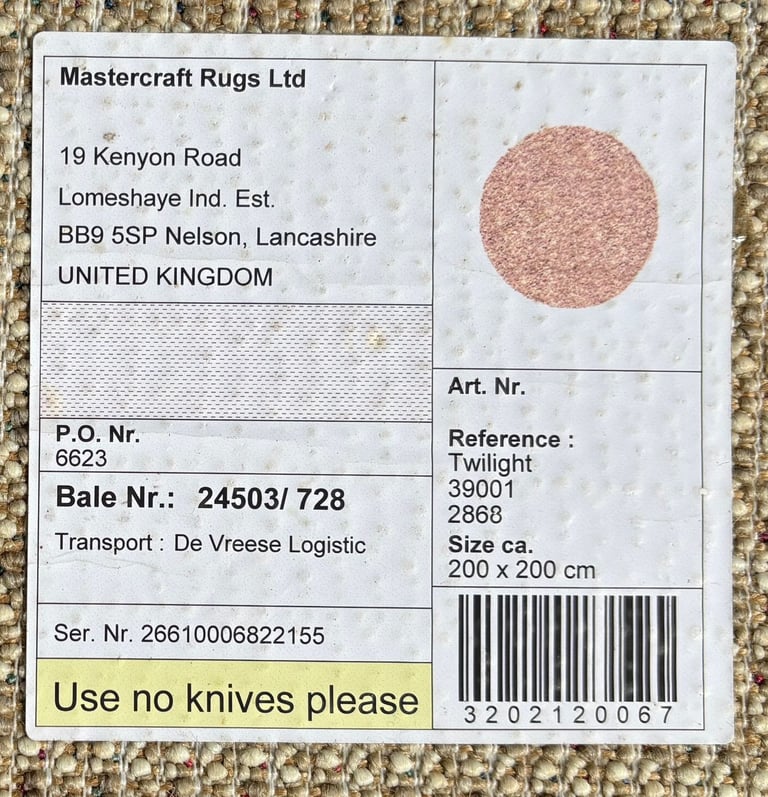 Mastercraft Rugs Ltd
19 Kenyon Road
Lomeshaye Ind. Est.
BB9 5SP Nelson, Lancashire
UNITED KINGDOM
P.O. Nr.
6623
Bale Nr.: 24503/ 728
Transport : De Vreese Logistic
Ser. Nr. 26610006822155
Use no knives please
Art. Nr.
Reference :
Twilight
39001
2868
Size ca.
200 x 200 cm
3202120067